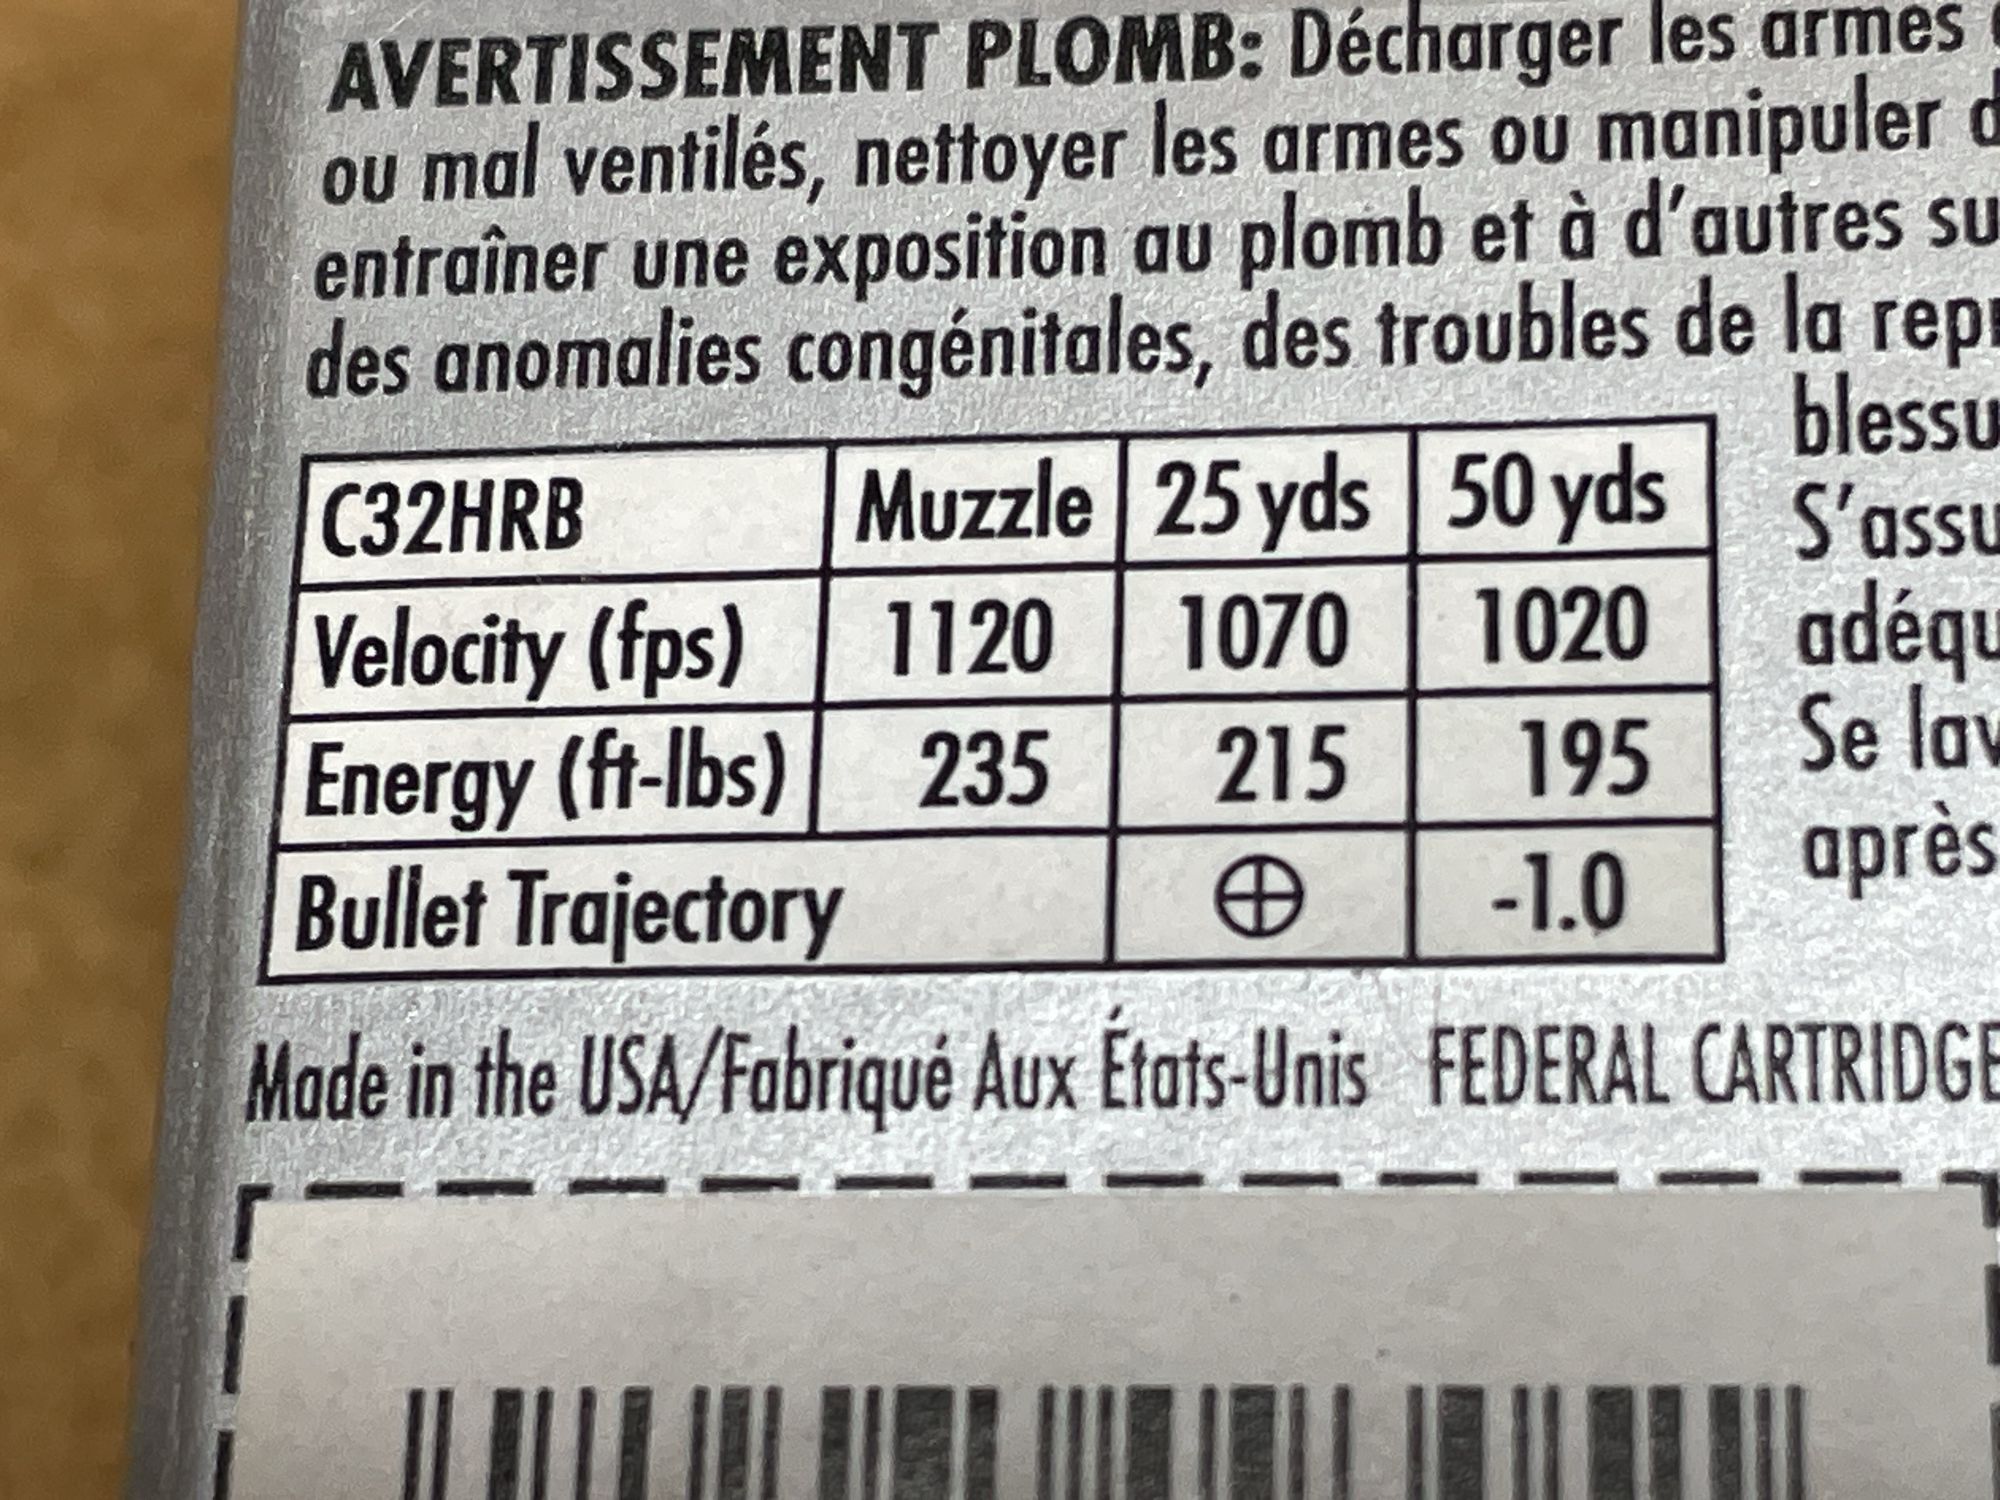 AVERTISSEMENT PLOMB: Décharger les armes
ou mal ventilés, nettoyer les armes ou manipuler
entraîner une exposition au plomb et à d'autres
des anomalies congénitales, des troubles de la
C32HRB Muzzle 25 yds 50 yds
Velocity (fps) 1120 1070 1020
Energy (ft-lbs) 235 215 195
Bullet Trajectory ⊕ -1.0
S'assu
Se
après
Made in the USA/Fabriqué Aux États-Unis FEDERAL CARTRIDGE